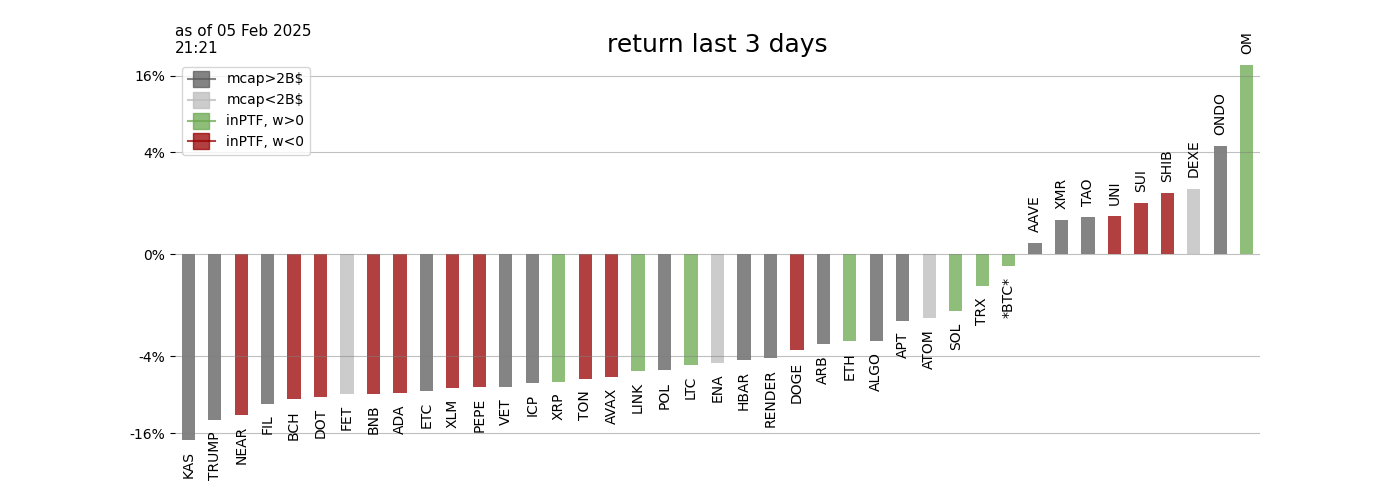 as of 05 Feb 2025
21:21
return last 3 days
mcap>2B$
mcap<2B$
inPTF, w>0
inPTF, w<0
16%
4%
0%
-4%
-16%
KAS
TRUMP
NEAR
FIL
BCH
DOT
FET
BNB
ADA
ETC
XLM
PEPE
VET
ICP
XRP
TON
AVAX
LINK
POL
LTC
ENA
HBAR
RENDER
DOGE
ARB
ETH
ALGO
APT
ATOM
SOL
TRX
*BTC*
AAVE
XMR
TAO
UNI
SUI
SHIB
DEXE
ONDO
OM